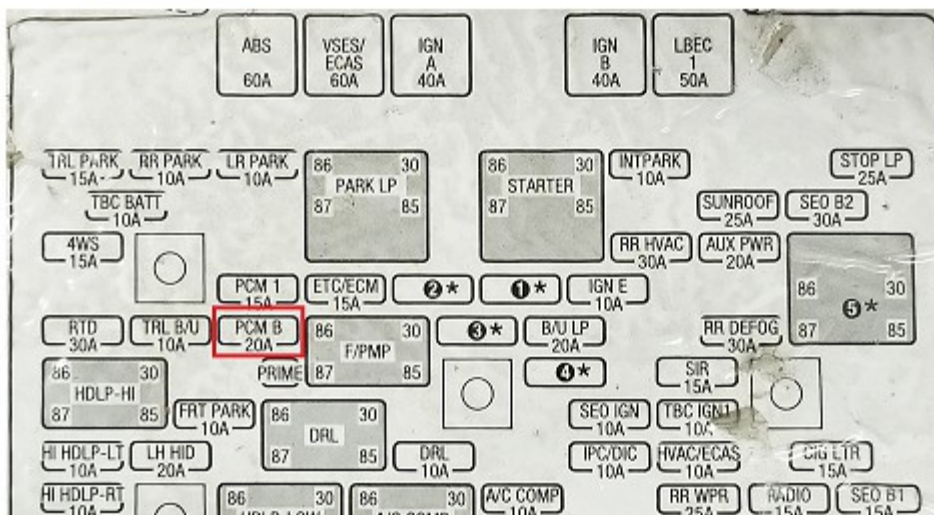 ABS 60A
VSES/ ECAS 60A
IGN A 40A
IGN B 40A
LBEC 1 50A
TRL PARK 15A
RR PARK 10A
LR PARK 10A
86 30
PARK LP
87 85
86 30
STARTER
87 85
INTPARK 10A
STOP LP 25A
TBC BATT 10A
SUNROOF 25A
SEO B2 30A
4WS 15A
RR HVAC 30A
AUX PWR 20A
PCM 1 15A
ETC/ECM 15A
2*
1*
IGN E 10A
86 30
5*
87 85
RTD 30A
TRL B/U 10A
PCM B 20A
86 30
F/PMP
87 85
3*
B/U LP 20A
RR DEFOG 30A
PRIME
4*
SIR 15A
86 30
HDLP-HI
87 85
FRT PARK 10A
86 30
DRL
87 85
SEO IGN 10A
TBC IGN1 10A
HI HDLP-LT 10A
LH HID 20A
DRL 10A
IPC/DIC 10A
HVAC/ECAS 10A
CIG LTR 15A
HI HDLP-RT 10A
86 30
HDLP-LOW
86 30
A/C COMP
A/C COMP 10A
RR WPR 25A
RADIO 15A
SEO B1 15A